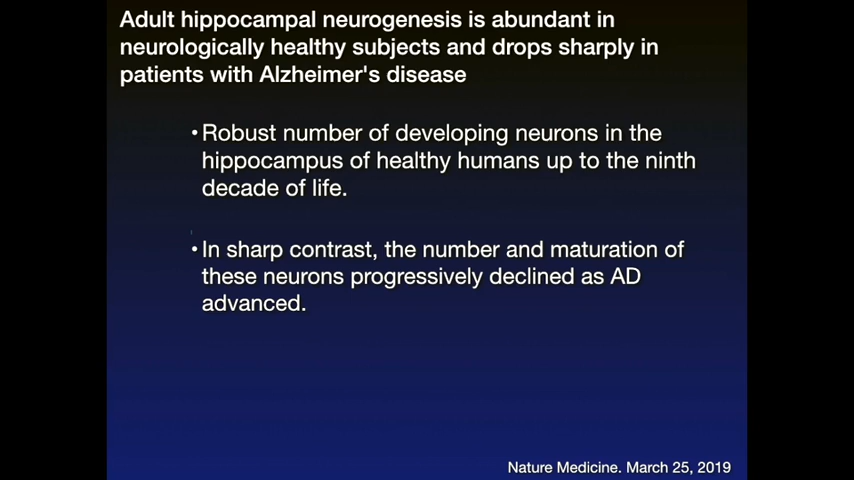 Adult hippocampal neurogenesis is abundant in
neurologically healthy subjects and drops sharply in
patients with Alzheimer's disease
• Robust number of developing neurons in the
hippocampus of healthy humans up to the ninth
decade of life.
• In sharp contrast, the number and maturation of
these neurons progressively declined as AD
advanced.
Nature Medicine. March 25, 2019